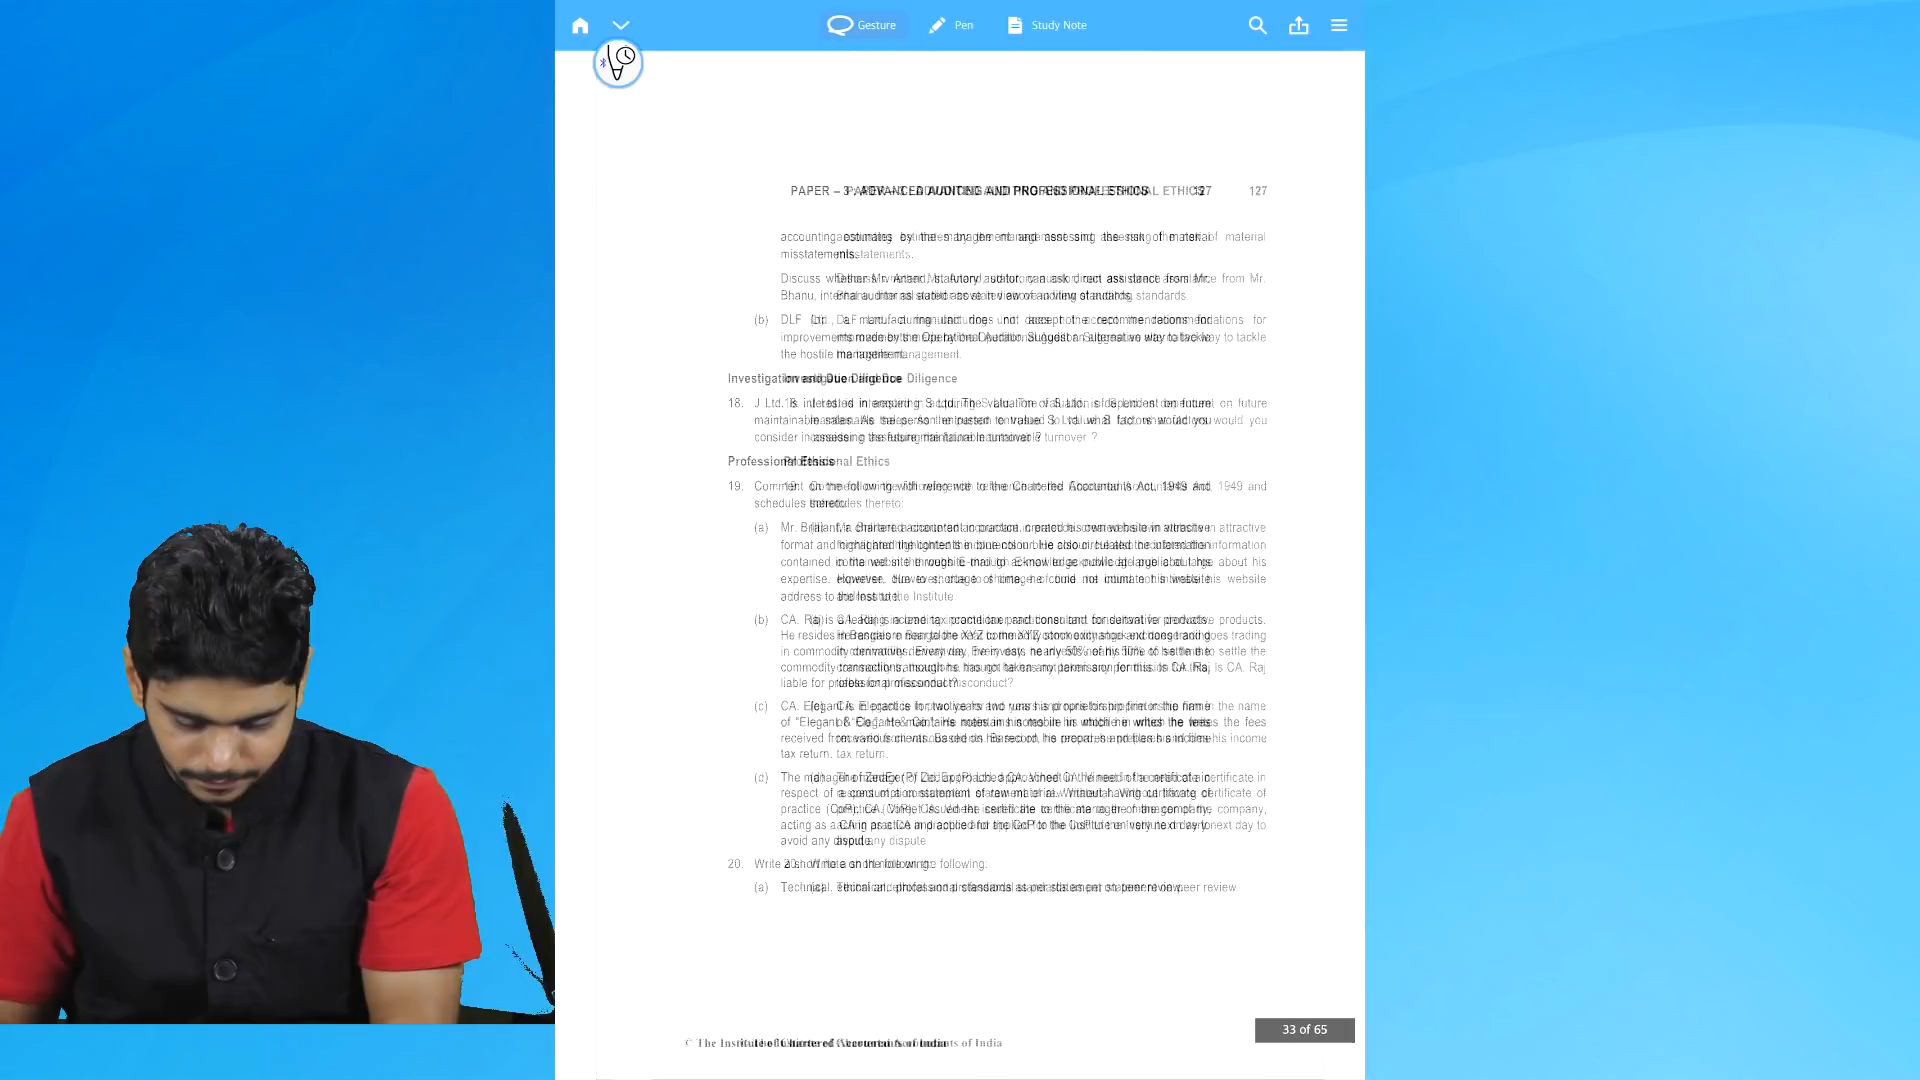 Gesture Pen Study Note
PAPER – 3 : ADVANCED AUDITING AND PROFESSIONAL ETHICS 127
accounting estimates by the management and assessing the risk of material
misstatements.
Discuss whether Mr. Anand, statutory auditor, can ask direct assistance from Mr.
Bhanu, internal auditor as stated above in view of auditing standards.
(b) DLF Ltd., a manufacturing unit does not accept the recommendations for
improvements made by the Operational Auditor. Suggest an alternative way to tackle
the hostile management.
Investigation and Due Diligence
18. J Ltd. is interested in acquiring S Ltd. The valuation of S Ltd. is dependent on future
maintainable sales. As the person entrusted to value S Ltd. what factors would you
consider in assessing the future maintainable turnover ?
Professional Ethics
19. Comment on the following with reference to the Chartered Accountants Act, 1949 and
schedules thereto:
(a) Mr. Brilliant, a chartered accountant in practice, created his own website in attractive
format and highlighted the contents in blue colour. He also circulated the information
contained in the website through E-mail to acknowledge public at large about his
expertise. However, due to shortage of time, he could not intimate his website
address to the Institute.
(b) CA. Raj is a leading income tax practitioner and consultant for derivative products.
He resides in Bangalore near to the XYZ commodity stock exchange and does trading
in commodity derivatives. Every day, he invests nearly 50% of his time to settle the
commodity transactions, though he has not taken any permission for this. Is CA. Raj
liable for professional misconduct?
(c) CA. Elegant is in practice for two years and runs his proprietorship firm in the name
of "Elegant & Co.". He maintains notes in his mobile in which he writes the fees
received from various clients. Based on his record, he prepares and files his income
tax return.
(d) The manager of ZedEx (P) Ltd. approached CA. Vineet in the need of a certificate in
respect of a consumption statement of raw material. Without having certificate of
practice (CoP), CA. Vineet issued the certificate to the manager of the company,
acting as a CA in practice and applied for the CoP to the Institute on very next day to
avoid any dispute.
20. Write a short note on the following:
(a) Technical, ethical and professional standards as per statement on peer review.
33 of 65
© The Institute of Chartered Accountants of India